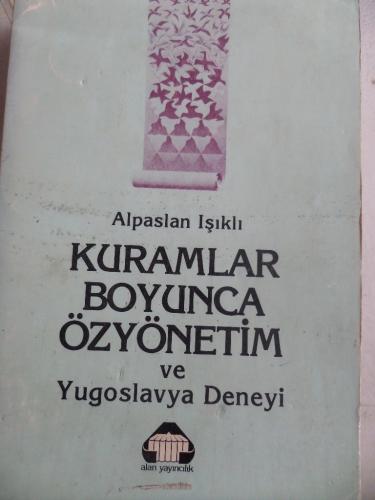 Alpaslan Işıklı
KURAMLAR
BOYUNCA
ÖZYÖNETİM
ve
Yugoslavya Deneyi
alan yayıncılık